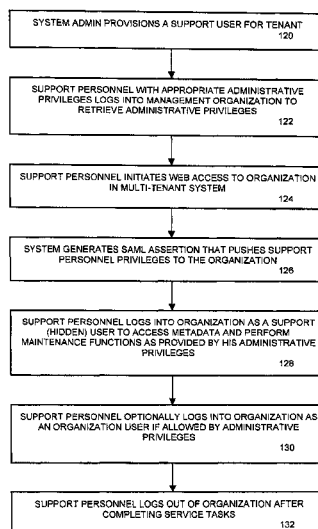 SYSTEM ADMIN PROVISIONS A SUPPORT USER FOR TENANT
120
SUPPORT PERSONNEL WITH APPROPRIATE ADMINISTRATIVE
PRIVILEGES LOGS INTO MANAGEMENT ORGANIZATION TO
RETRIEVE ADMINISTRATIVE PRIVILEGES
122
SUPPORT PERSONNEL INITIATES WEB ACCESS TO ORGANIZATION
IN MULTI-TENANT SYSTEM
124
SYSTEM GENERATES SAML ASSERTION THAT PUSHES SUPPORT
PERSONNEL PRIVILEGES TO THE ORGANIZATION
126
SUPPORT PERSONNEL LOGS INTO ORGANIZATION AS A SUPPORT
(HIDDEN) USER TO ACCESS METADATA AND PERFORM
MAINTENANCE FUNCTIONS AS PROVIDED BY HIS ADMINISTRATIVE
PRIVILEGES
128
SUPPORT PERSONNEL OPTIONALLY LOGS INTO ORGANIZATION AS
AN ORGANIZATION USER IF ALLOWED BY ADMINISTRATIVE
PRIVILEGES
130
SUPPORT PERSONNEL LOGS OUT OF ORGANIZATION AFTER
COMPLETING SERVICE TASKS
132